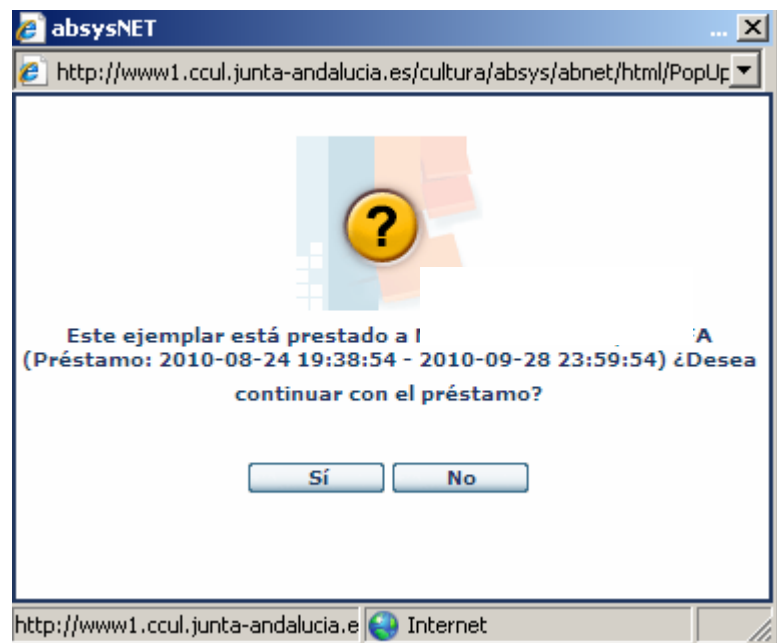 absysNET ...
http://www1.ccul.junta-andalucia.es/cultura/absys/abnet/html/PopUp
?
Este ejemplar está prestado a
(Préstamo: 2010-08-24 19:38:54 - 2010-09-28 23:59:54) ¿Desea
continuar con el préstamo?
Sí No
http://www1.ccul.junta-andalucia.e Internet